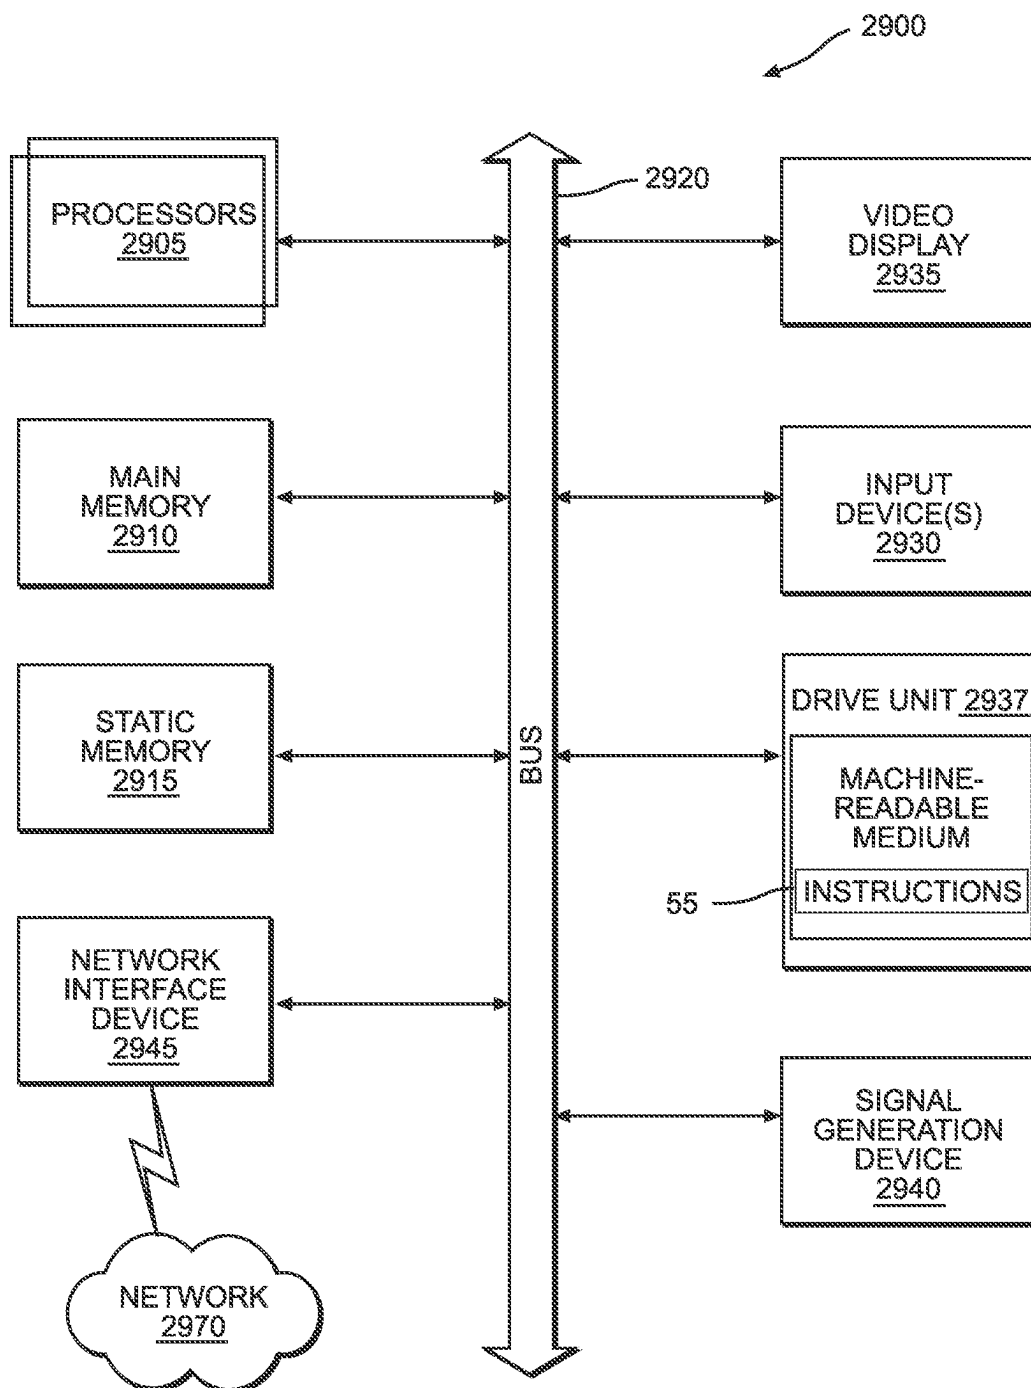 2900
PROCESSORS
2905
2920
VIDEO
DISPLAY
2935
MAIN
MEMORY
2910
INPUT
DEVICE(S)
2930
STATIC
MEMORY
2915
BUS
DRIVE UNIT 2937
MACHINE-
READABLE
MEDIUM
55
INSTRUCTIONS
NETWORK
INTERFACE
DEVICE
2945
SIGNAL
GENERATION
DEVICE
2940
NETWORK
2970